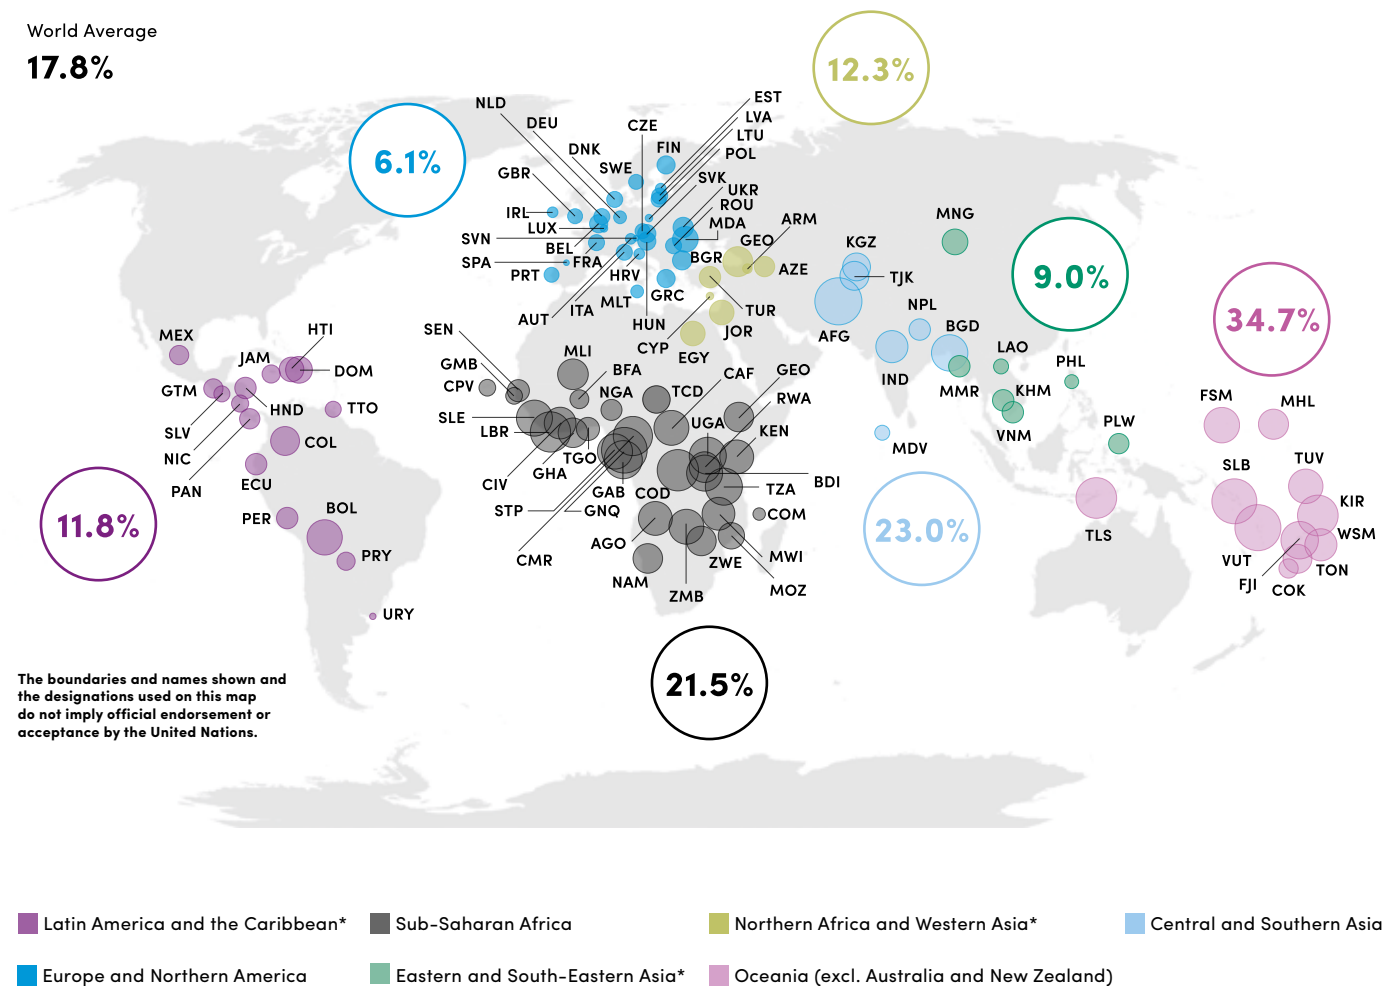 World Average
17.8%
12.3%
6.1%
NLD
DEU
DNK
GBR
SWE
CZE
FIN
EST
LVA
LTU
POL
SVK
UKR
ROU
MDA
IRL
LUX
SVN
BEL
SPA
FRA
PRT
HRV
ITA
AUT
MLT
HUN
GRC
BGR
ARM
GEO
AZE
TUR
JOR
CYP
EGY
MNG
KGZ
TJK
NPL
AFG
BGD
IND
MMR
MDV
9.0%
LAO
PHL
KHM
VNM
PLW
34.7%
FSM
MHL
SLB
TUV
KIR
WSM
TLS
VUT
FJI
COK
TON
23.0%
MEX
HTI
JAM
DOM
GTM
HND
TTO
SLV
NIC
PAN
COL
ECU
PER
BOL
PRY
URY
11.8%
SEN
GMB
CPV
MLI
BFA
NGA
TCD
CAF
GEO
RWA
SLE
LBR
UGA
KEN
CIV
GHA
TGO
GAB
COD
BDI
TZA
STP
GNQ
COM
CMR
AGO
NAM
ZWE
MWI
MOZ
ZMB
21.5%
The boundaries and names shown and
the designations used on this map
do not imply official endorsement or
acceptance by the United Nations.
Latin America and the Caribbean*
Sub-Saharan Africa
Northern Africa and Western Asia*
Central and Southern Asia
Europe and Northern America
Eastern and South-Eastern Asia*
Oceania (excl. Australia and New Zealand)